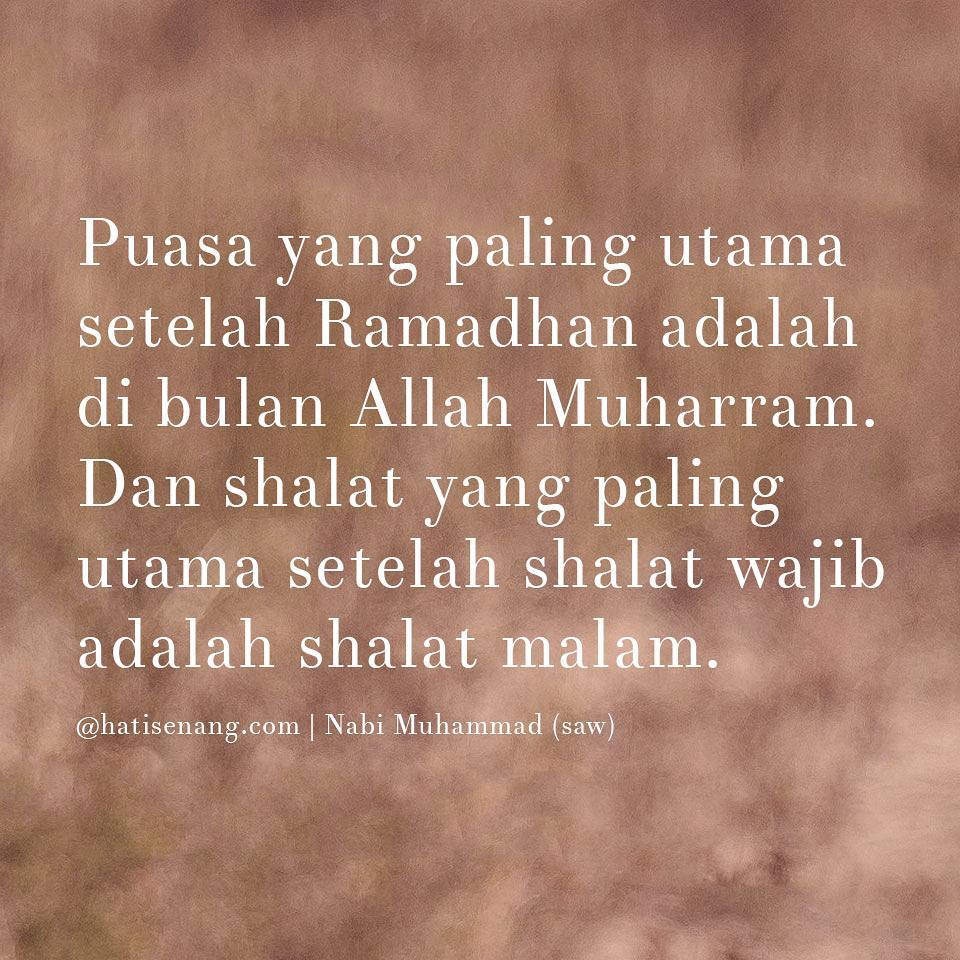 Puasa yang paling utama
setelah Ramadhan adalah
di bulan Allah Muharram.
Dan shalat yang paling
utama setelah shalat wajib
adalah shalat malam.
@hatisenang.com | Nabi Muhammad (saw)